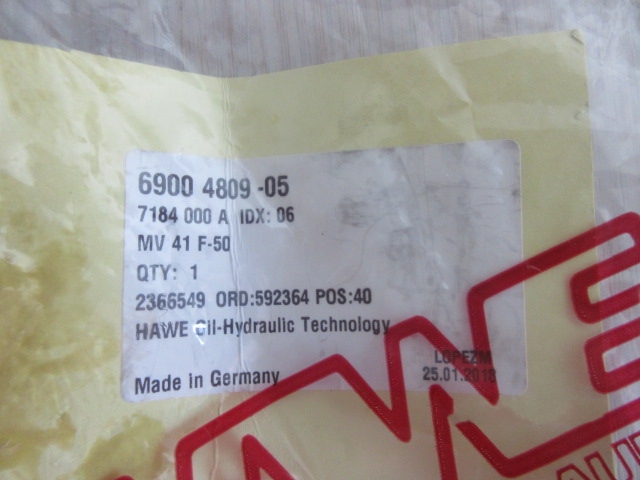 6900 4809-05
7184 000 A IDX: 06
MV 41 F-50
QTY: 1
2366549 ORD:592364 POS:40
HAWE Oil-Hydraulic Technology
LOPEZM
Made in Germany 25.01.2018
HAWE